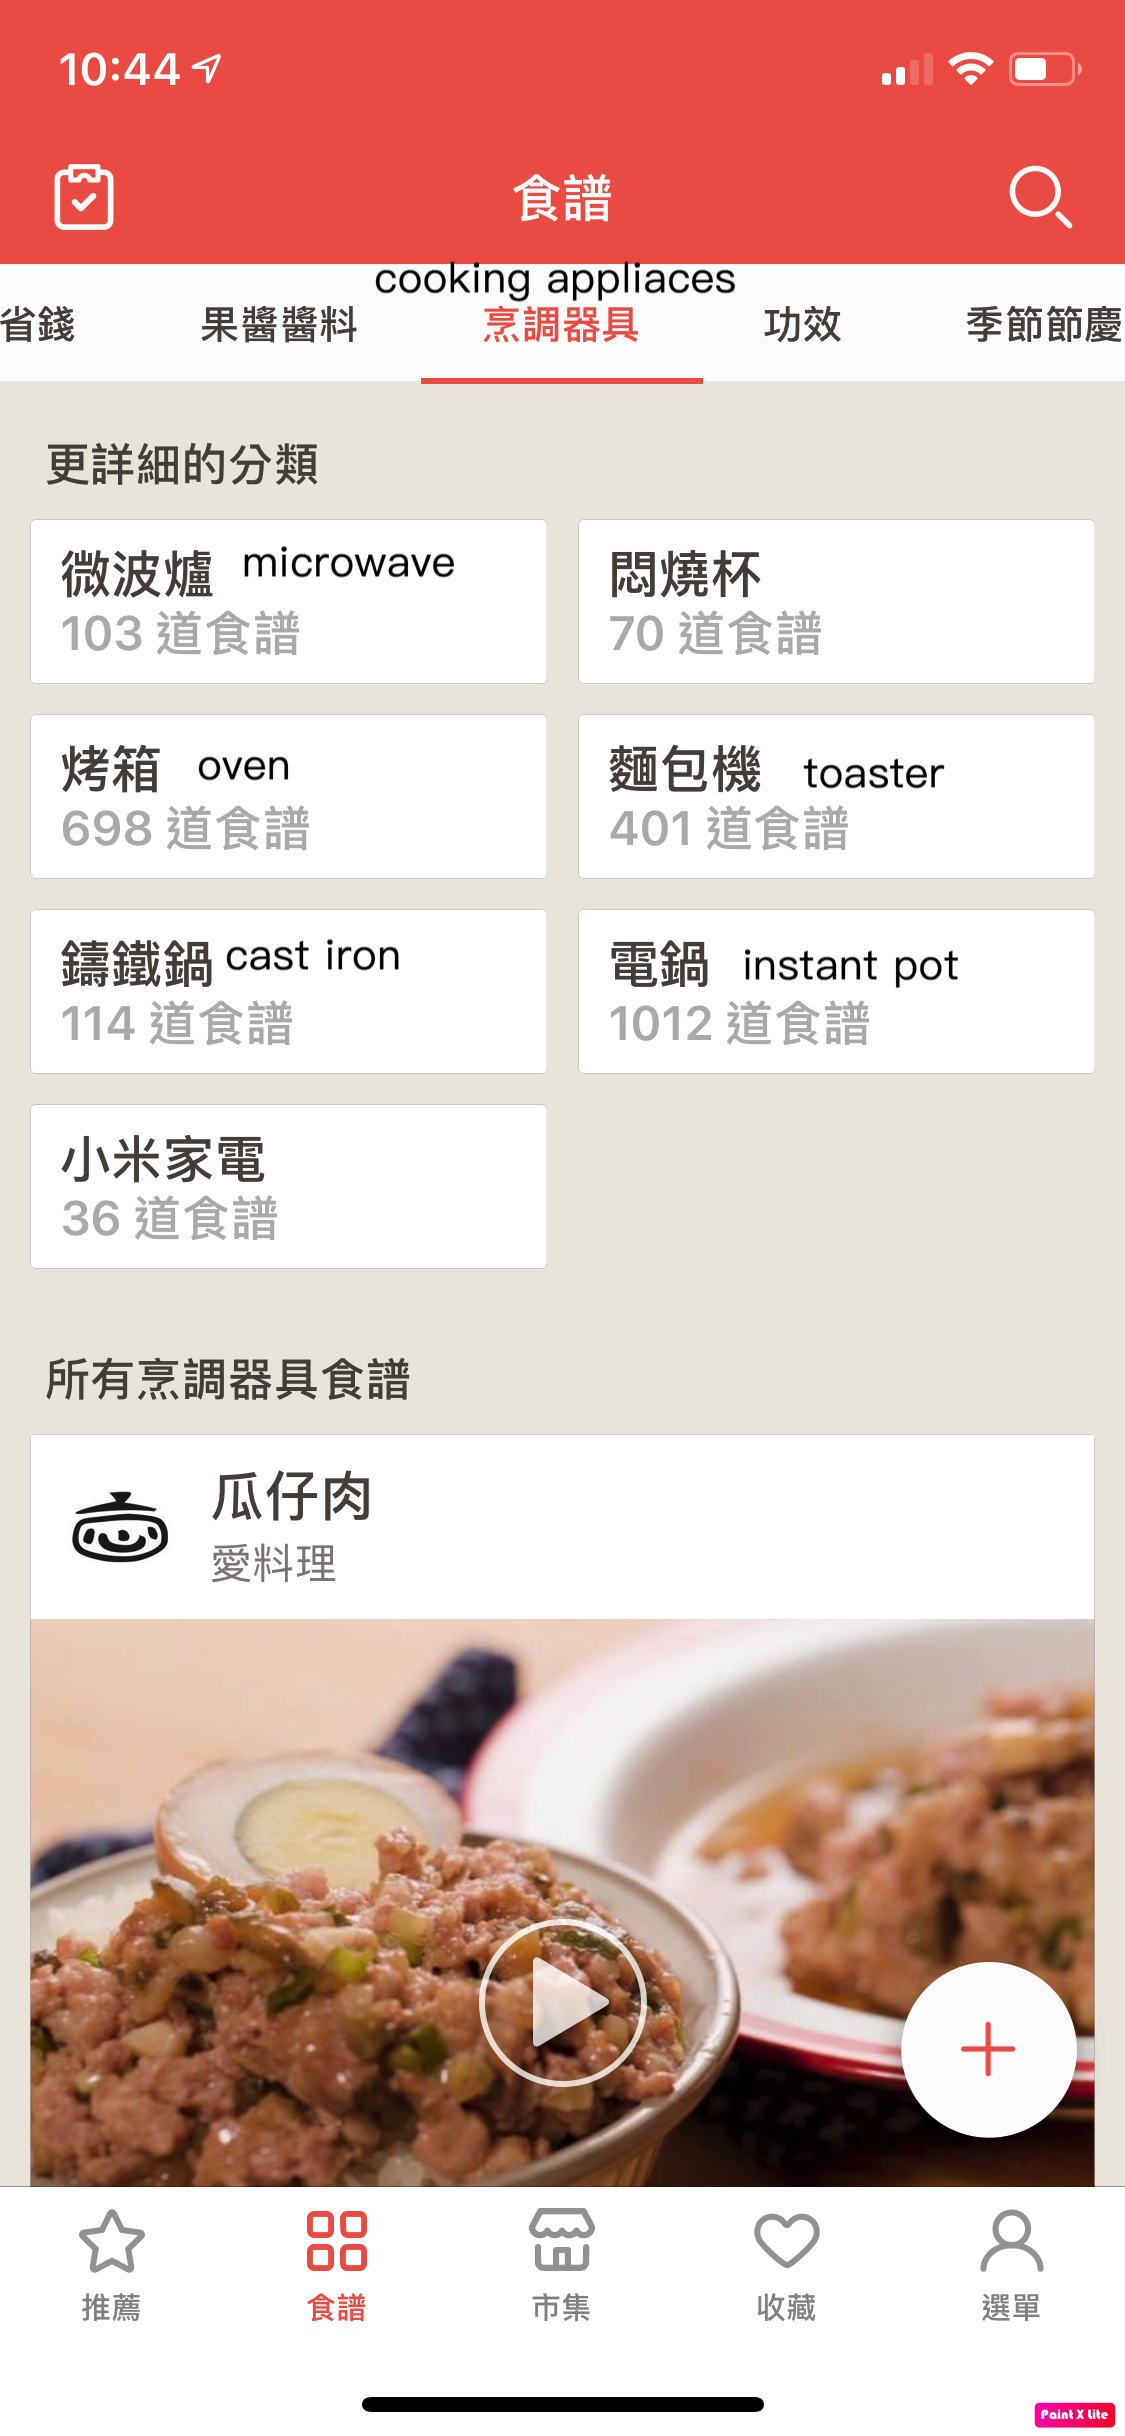 10:44
食譜
cooking appliaces
省錢 果醬醬料 烹調器具 功效 季節節慶
更詳細的分類
微波爐 microwave
103 道食譜
悶燒杯
70 道食譜
烤箱 oven
698 道食譜
麵包機 toaster
401 道食譜
鑄鐵鍋 cast iron
114 道食譜
電鍋 instant pot
1012 道食譜
小米家電
36 道食譜
所有烹調器具食譜
瓜仔肉
愛料理
推薦 食譜 市集 收藏 選單
Paint X Lite